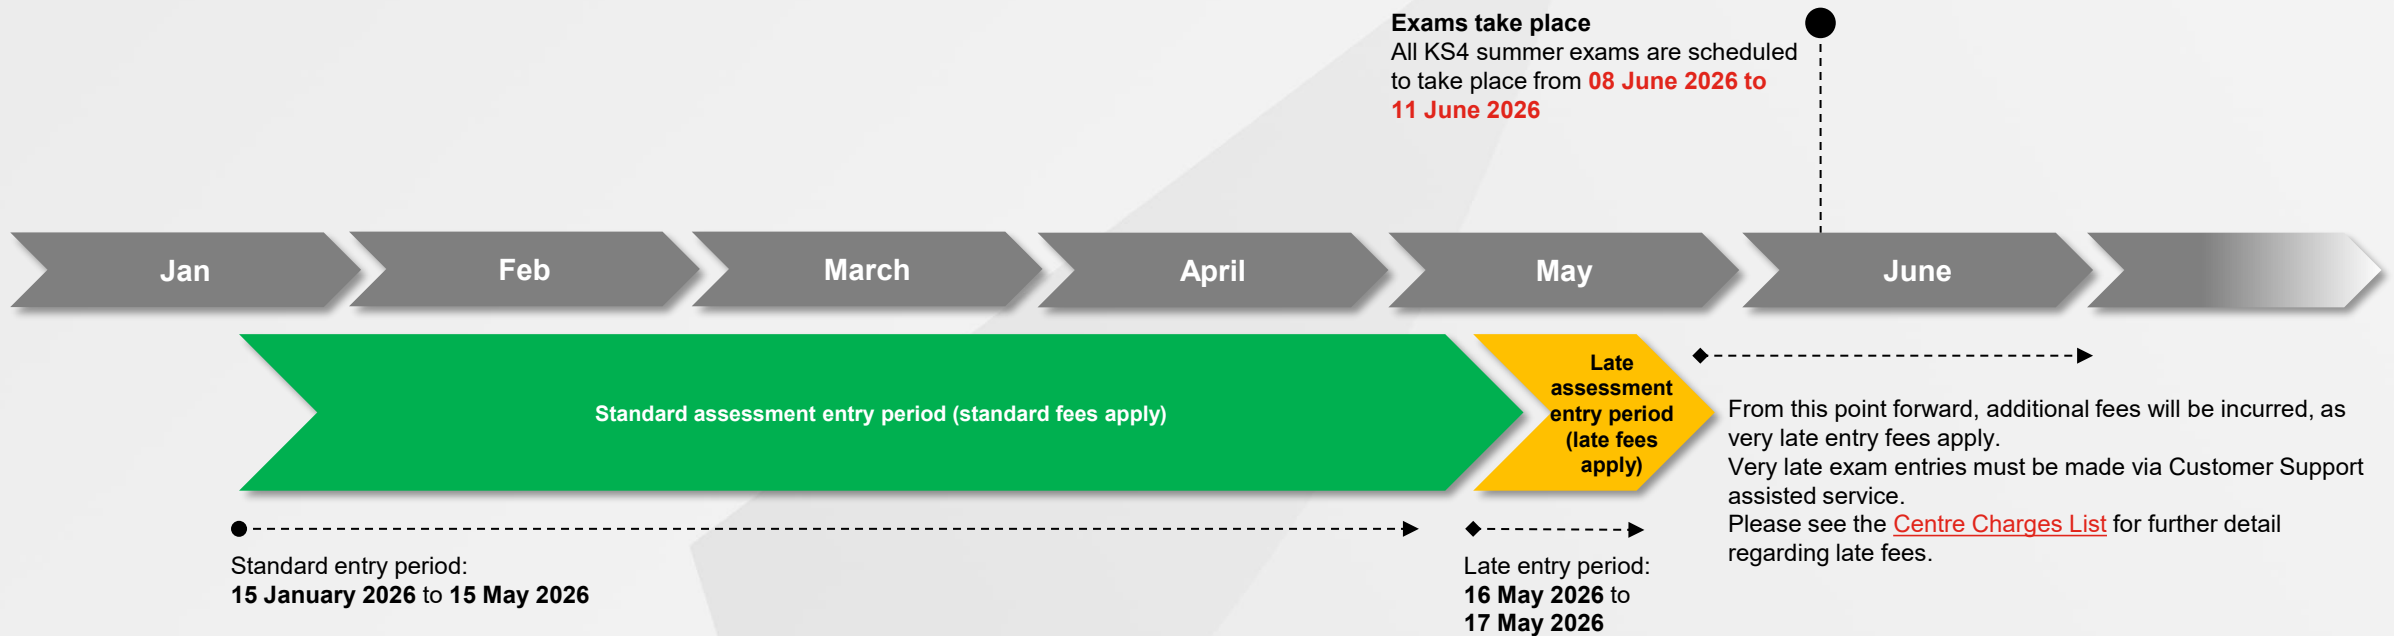 Exams take place
All KS4 summer exams are scheduled
to take place from 08 June 2026 to
11 June 2026
Jan
Feb
March
April
May
June
Standard assessment entry period (standard fees apply)
Late
assessment
entry period
(late fees
apply)
From this point forward, additional fees will be incurred, as
very late entry fees apply.
Very late exam entries must be made via Customer Support
assisted service.
Please see the Centre Charges List for further detail
regarding late fees.
Standard entry period:
15 January 2026 to 15 May 2026
Late entry period:
16 May 2026 to
17 May 2026